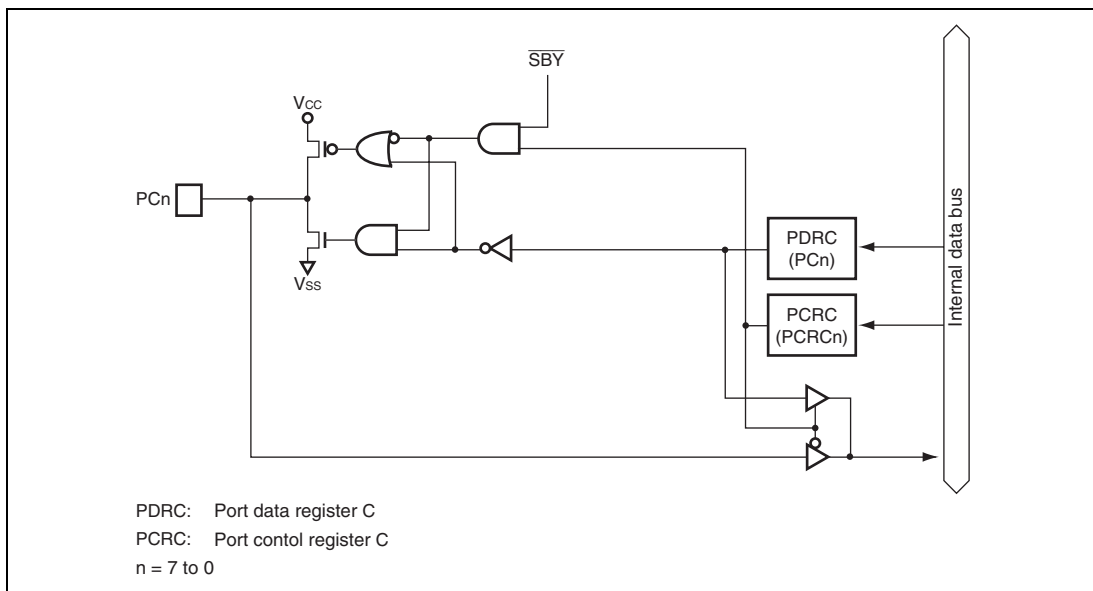 SBY
VCC
PCn
VSS
PDRC
(PCn)
PCRC
(PCRCn)
Internal data bus
PDRC: Port data register C
PCRC: Port contol register C
n = 7 to 0